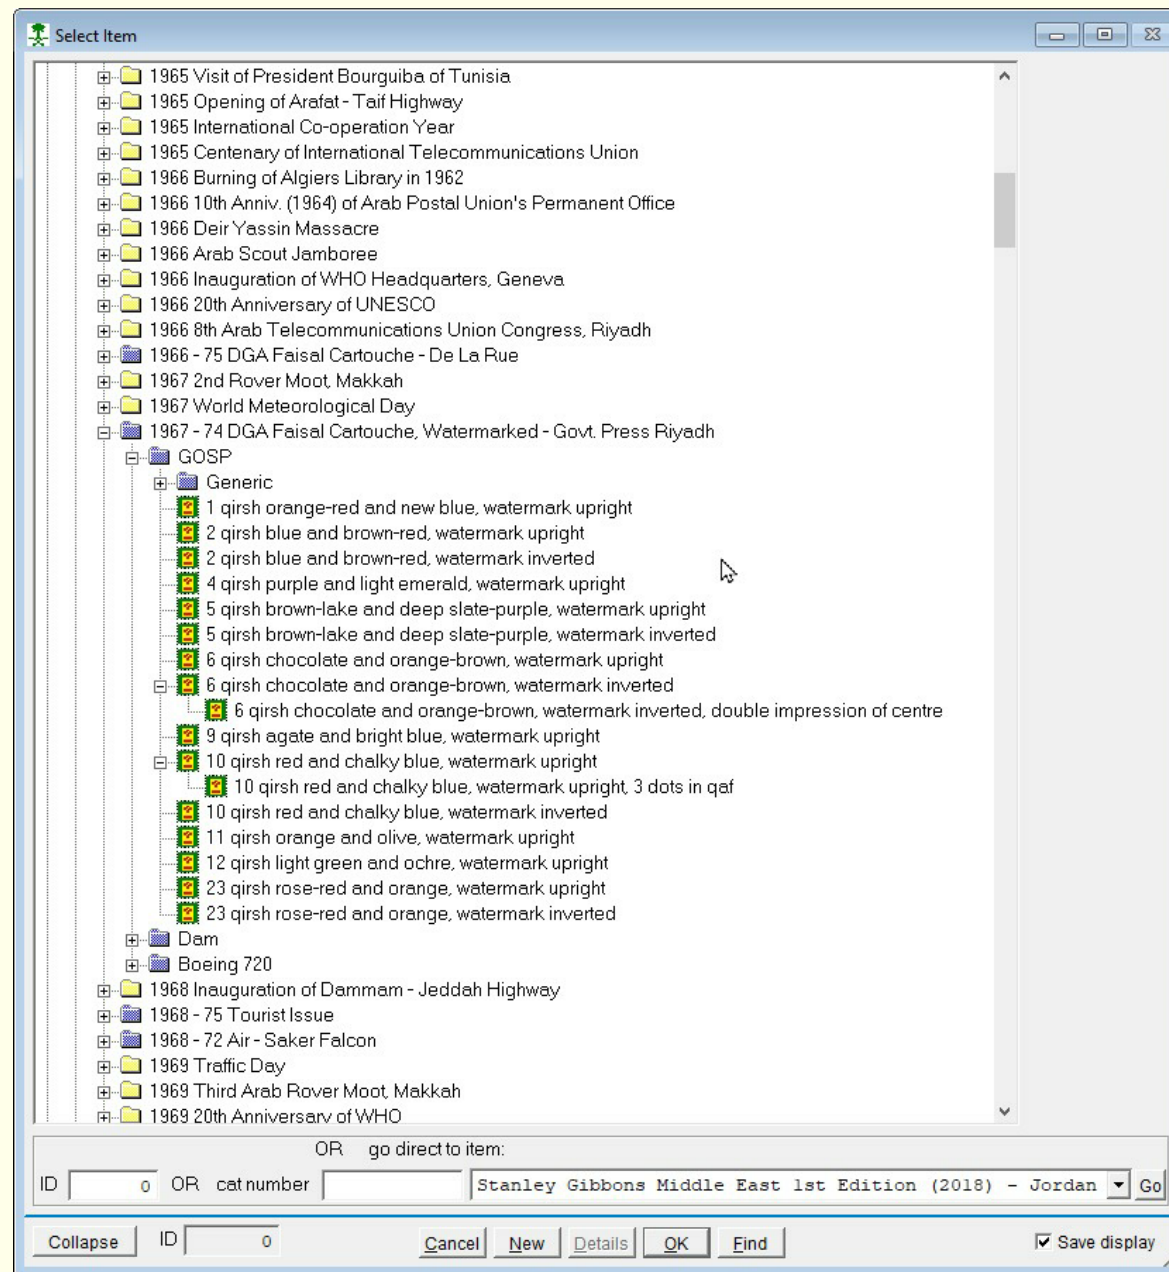 Select Item
1965 Visit of President Bourguiba of Tunisia
1965 Opening of Arafat - Taif Highway
1965 International Co-operation Year
1965 Centenary of International Telecommunications Union
1966 Burning of Algiers Library in 1962
1966 10th Anniv. (1964) of Arab Postal Union's Permanent Office
1966 Deir Yassin Massacre
1966 Arab Scout Jamboree
1966 Inauguration of WHO Headquarters, Geneva
1966 20th Anniversary of UNESCO
1966 8th Arab Telecommunications Union Congress, Riyadh
1966 - 75 DGA Faisal Cartouche - De La Rue
1967 2nd Rover Moot, Makkah
1967 World Meteorological Day
1967 - 74 DGA Faisal Cartouche, Watermarked - Govt. Press Riyadh
GOSP
Generic
1 qirsh orange-red and new blue, watermark upright
2 qirsh blue and brown-red, watermark upright
2 qirsh blue and brown-red, watermark inverted
4 qirsh purple and light emerald, watermark upright
5 qirsh brown-lake and deep slate-purple, watermark upright
5 qirsh brown-lake and deep slate-purple, watermark inverted
6 qirsh chocolate and orange-brown, watermark upright
6 qirsh chocolate and orange-brown, watermark inverted
6 qirsh chocolate and orange-brown, watermark inverted, double impression of centre
9 qirsh agate and bright blue, watermark upright
10 qirsh red and chalky blue, watermark upright
10 qirsh red and chalky blue, watermark upright, 3 dots in qaf
10 qirsh red and chalky blue, watermark inverted
11 qirsh orange and olive, watermark upright
12 qirsh light green and ochre, watermark upright
23 qirsh rose-red and orange, watermark upright
23 qirsh rose-red and orange, watermark inverted
Dam
Boeing 720
1968 Inauguration of Dammam - Jeddah Highway
1968 - 75 Tourist Issue
1968 - 72 Air - Saker Falcon
1969 Traffic Day
1969 Third Arab Rover Moot, Makkah
1969 20th Anniversary of WHO
OR go direct to item:
ID 0 OR cat number Stanley Gibbons Middle East 1st Edition (2018) - Jordan Go
Collapse ID 0 Cancel New Details OK Find Save display